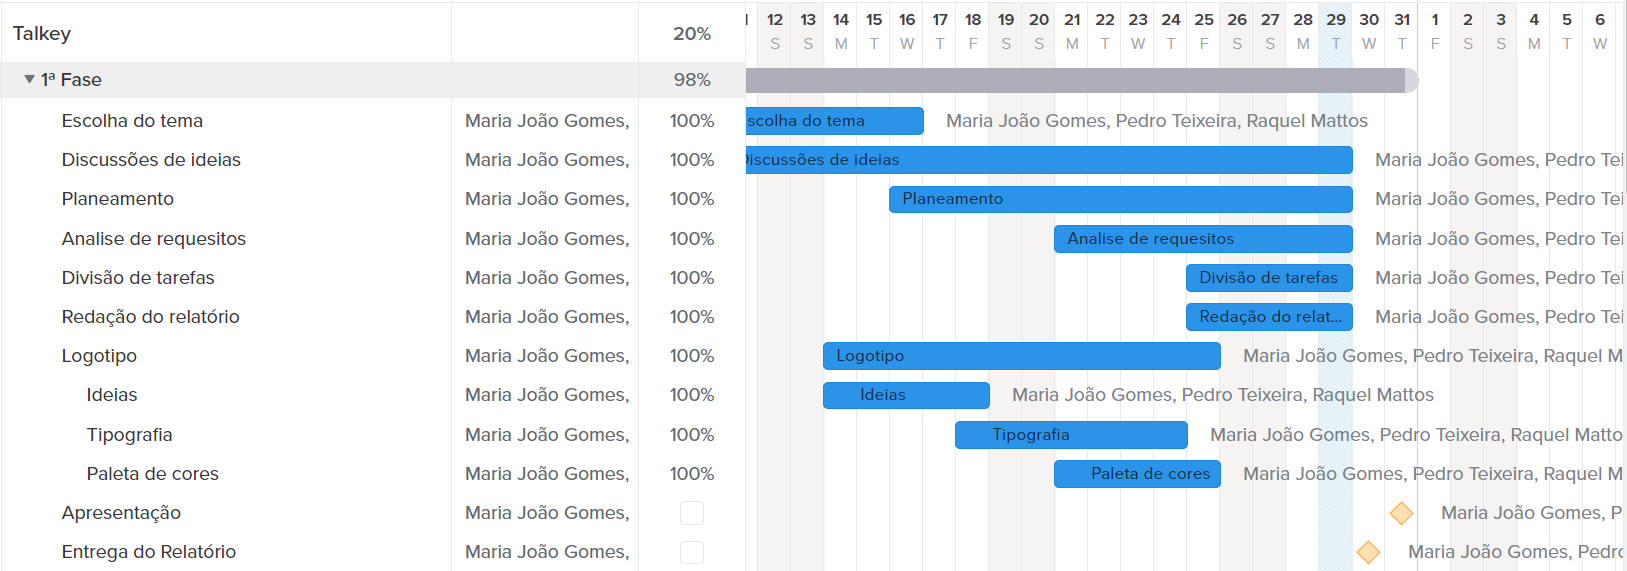 Talkey 20% 12 13 14 15 16 17 18 19 20 21 22 23 24 25 26 27 28 29 30 31 1 2 3 4 5 6
S S M T W T F S S M T W T F S S M T W T F S S M T W
1ª Fase 98%
Escolha do tema Maria João Gomes, 100% scolha do tema Maria João Gomes, Pedro Teixeira, Raquel Mattos
Discussões de ideias Maria João Gomes, 100% Discussões de ideias Maria João Gomes, Pedro Tei
Planeamento Maria João Gomes, 100% Planeamento Maria João Gomes, Pedro Tei
Analise de requesitos Maria João Gomes, 100% Analise de requesitos Maria João Gomes, Pedro Tei
Divisão de tarefas Maria João Gomes, 100% Divisão de tarefas Maria João Gomes, Pedro Tei
Redação do relatório Maria João Gomes, 100% Redação do relat... Maria João Gomes, Pedro Tei
Logotipo Maria João Gomes, 100% Logotipo Maria João Gomes, Pedro Teixeira, Raquel M
Ideias Maria João Gomes, 100% Ideias Maria João Gomes, Pedro Teixeira, Raquel Mattos
Tipografia Maria João Gomes, 100% Tipografia Maria João Gomes, Pedro Teixeira, Raquel Matto
Paleta de cores Maria João Gomes, 100% Paleta de cores Maria João Gomes, Pedro Teixeira, Raquel M
Apresentação Maria João Gomes, Maria João Gomes, P
Entrega do Relatório Maria João Gomes, Maria João Gomes, Pedro